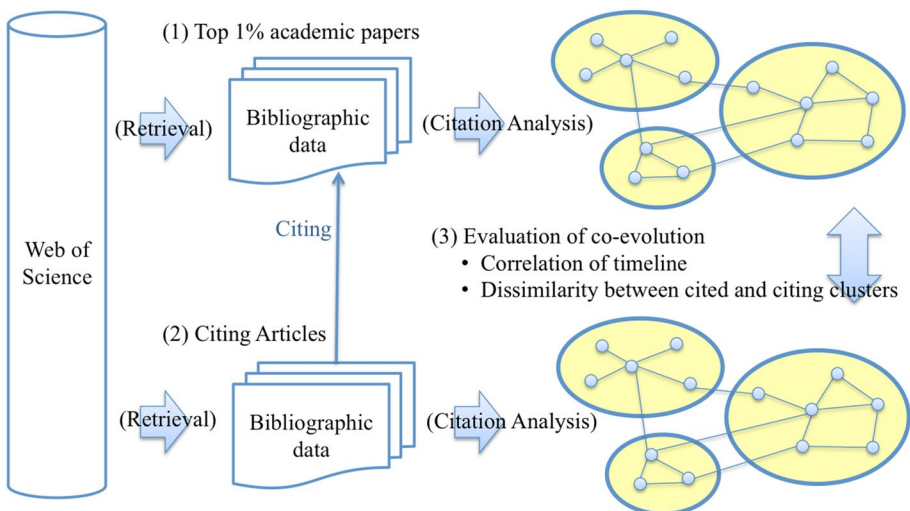 (1) Top 1% academic papers
(Retrieval)
Bibliographic
data
(Citation Analysis)
Web of
Science
Citing
(3) Evaluation of co-evolution
• Correlation of timeline
• Dissimilarity between cited and citing clusters
(2) Citing Articles
(Retrieval)
Bibliographic
data
(Citation Analysis)